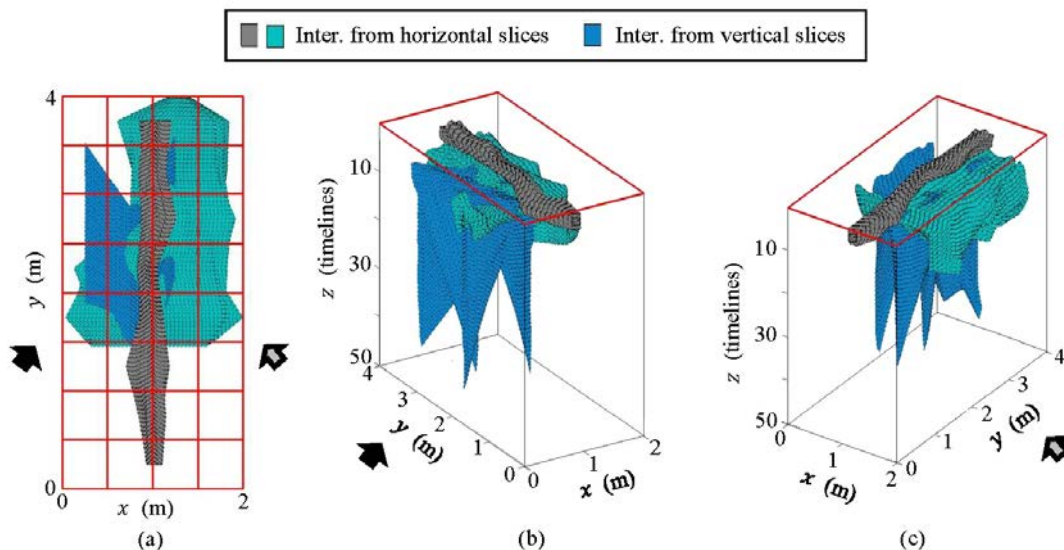 Inter. from horizontal slices Inter. from vertical slices
4
y (m)
0
0 x (m) 2
(a)
10
30
50
z (timelines)
4
3
2
1
0
y (m)
0
1
2
x (m)
(b)
10
30
50
z (timelines)
0
1
2
x (m)
0
1
2
3
4
y (m)
(c)